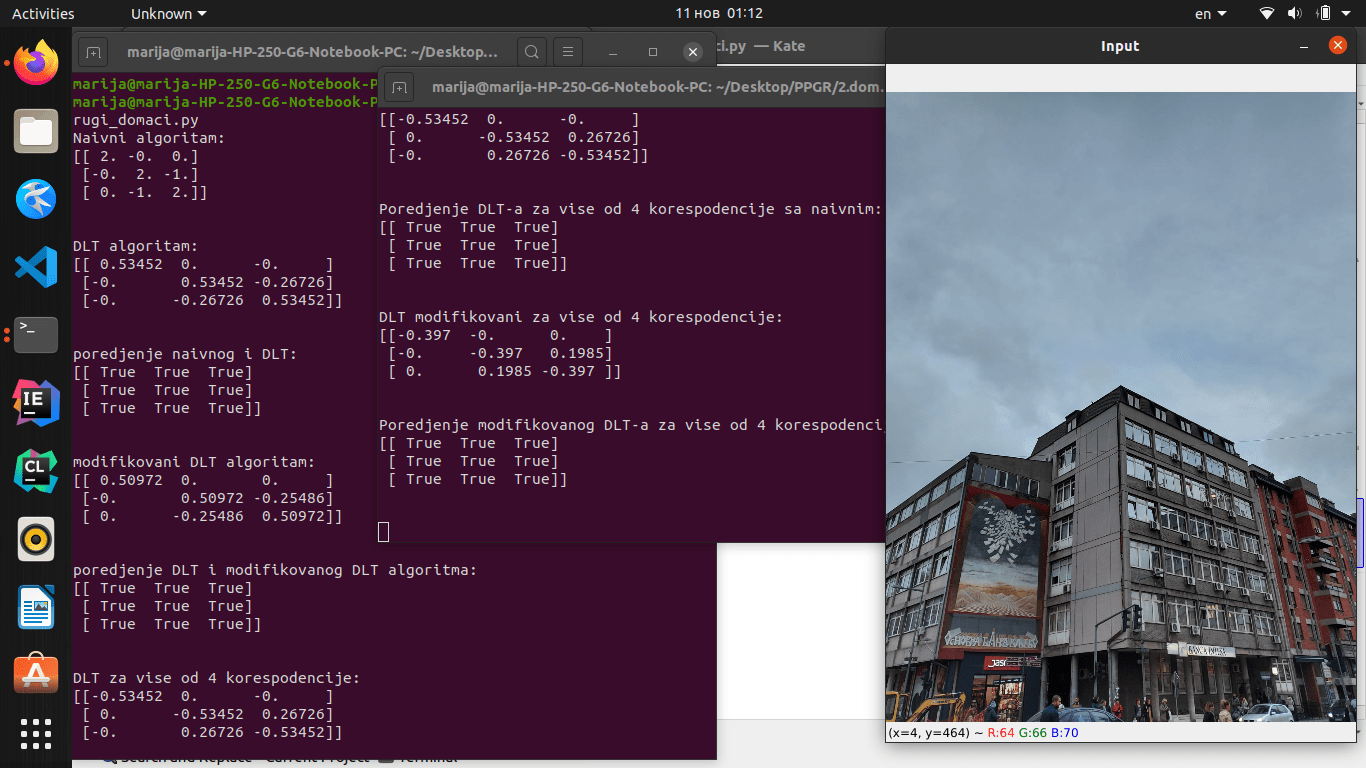 Activities
Unknown
11 нов 01:12
en
marija@marija-HP-250-G6-Notebook-PC: ~/Desktop...
ci.py — Kate
Input
marija@marija-HP-250-G6-Notebook-P
marija@marija-HP-250-G6-Notebook-P
rugi_domaci.py
Naivni algoritam:
[[ 2. -0. 0.]
[-0. 2. -1.]
[ 0. -1. 2.]]
DLT algoritam:
[[ 0.53452 0. -0. ]
[-0. 0.53452 -0.26726]
[-0. -0.26726 0.53452]]
poredjenje naivnog i DLT:
[[ True True True]
[ True True True]
[ True True True]]
modifikovani DLT algoritam:
[[ 0.50972 0. 0. ]
[-0. 0.50972 -0.25486]
[ 0. -0.25486 0.50972]]
poredjenje DLT i modifikovanog DLT algoritma:
[[ True True True]
[ True True True]
[ True True True]]
DLT za vise od 4 korespodencije:
[[-0.53452 0. -0. ]
[ 0. -0.53452 0.26726]
[-0. 0.26726 -0.53452]]
marija@marija-HP-250-G6-Notebook-PC: ~/Desktop/PPGR/2.dom.
[[-0.53452 0. -0. ]
[ 0. -0.53452 0.26726]
[-0. 0.26726 -0.53452]]
Poredjenje DLT-a za vise od 4 korespodencije sa naivnim:
[[ True True True]
[ True True True]
[ True True True]]
DLT modifikovani za vise od 4 korespodencije:
[[-0.397 -0. 0. ]
[-0. -0.397 0.1985]
[ 0. 0.1985 -0.397 ]]
Poredjenje modifikovanog DLT-a za vise od 4 korespodenci
[[ True True True]
[ True True True]
[ True True True]]
Search and Replace Current Project Terminal
BANCA INTESA
Jasi
(x=4, y=464) ~ R:64 G:66 B:70
IE
CL